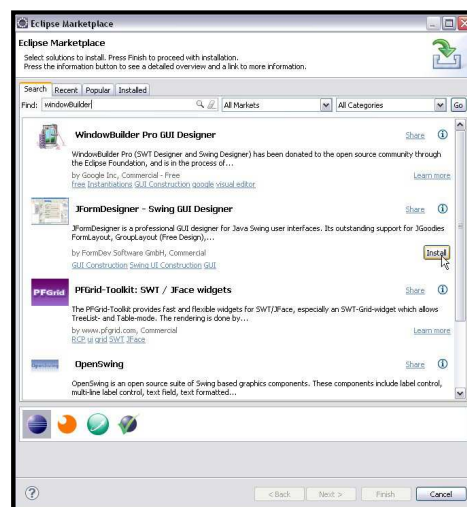 Eclipse Marketplace
Eclipse Marketplace
Select solutions to install. Press Finish to proceed with installation.
Press the information button to see a detailed overview and a link to more information.
Search Recent Popular Installed
Find: windowBuilder All Markets All Categories Go
WindowBuilder Pro GUI Designer Share
WindowBuilder Pro (SWT Designer and Swing Designer) has been donated to the open source community through
the Eclipse Foundation, and is in the process of...
by Google Inc, Commercial - Free Learn more
free Instantiations GUI Construction google visual editor
JFormDesigner - Swing GUI Designer Share
JFormDesigner is a professional GUI designer for Java Swing user interfaces. Its outstanding support for JGoodies
FormLayout, GroupLayout (Free Design),...
by FormDev Software GmbH, Commercial Install
GUI Construction Swing UI Construction GUI
PFGrid PFGrid-Toolkit: SWT / JFace widgets Share
The PFGrid-Toolkit provides fast and flexible widgets for SWT/JFace, especially an SWT-Grid-widget which allows
TreeList- and Table-mode. The rendering is done by...
by www.pfgrid.com, Commercial Learn more
RCP ui grid SWT JFace
OpenSwing OpenSwing Share
OpenSwing is an open source suite of Swing based graphics components. These components include label control,
multi-line label control, text field, text formatted...
< Back Next > Finish Cancel